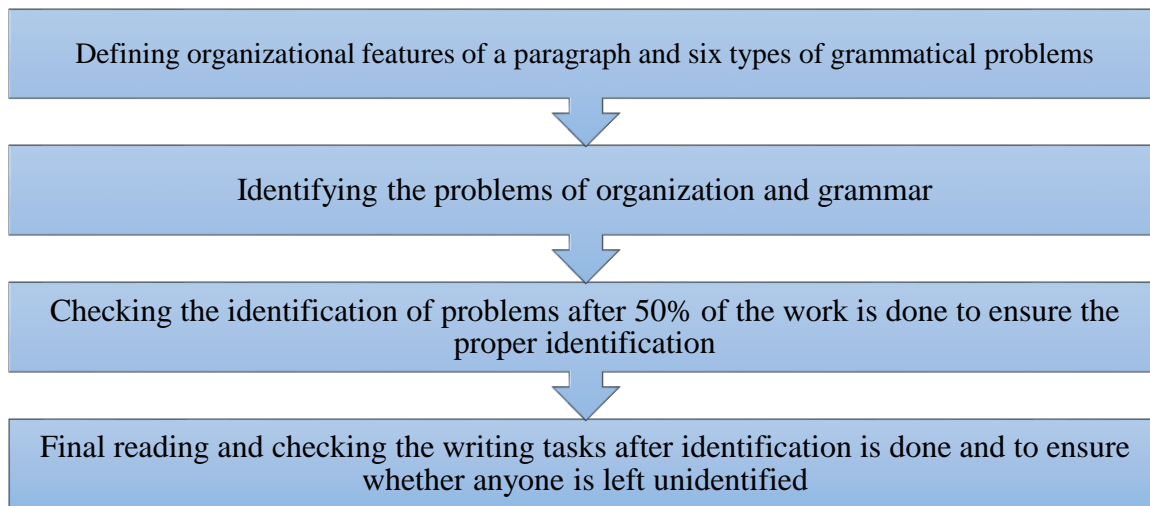 Defining organizational features of a paragraph and six types of grammatical problems
Identifying the problems of organization and grammar
Checking the identification of problems after 50% of the work is done to ensure the
proper identification
Final reading and checking the writing tasks after identification is done and to ensure
whether anyone is left unidentified